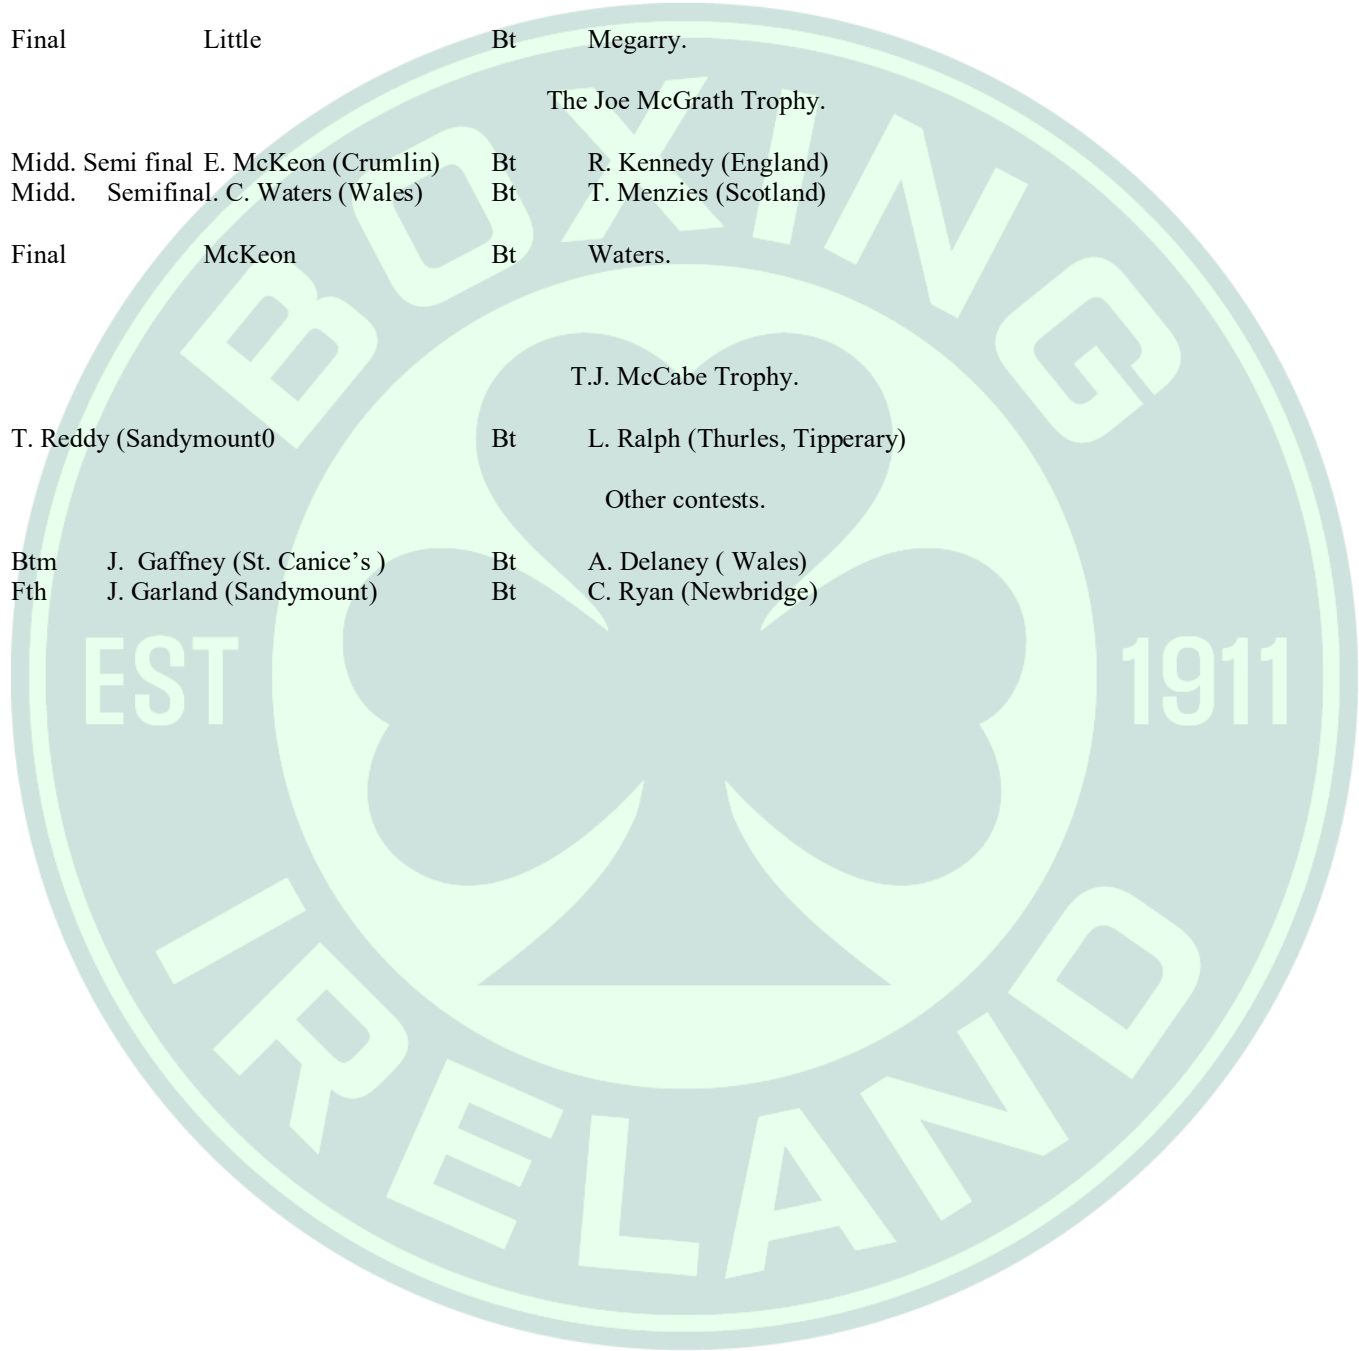 Final Little Bt Megarry.
The Joe McGrath Trophy.
Midd. Semi final E. McKeon (Crumlin) Bt R. Kennedy (England)
Midd. Semifinal. C. Waters (Wales) Bt T. Menzies (Scotland)
Final McKeon Bt Waters.
T.J. McCabe Trophy.
T. Reddy (Sandymount0 Bt L. Ralph (Thurles, Tipperary)
Other contests.
Btm J. Gaffney (St. Canice’s ) Bt A. Delaney ( Wales)
Fth J. Garland (Sandymount) Bt C. Ryan (Newbridge)
BOXING
EST 1911
IRELAND